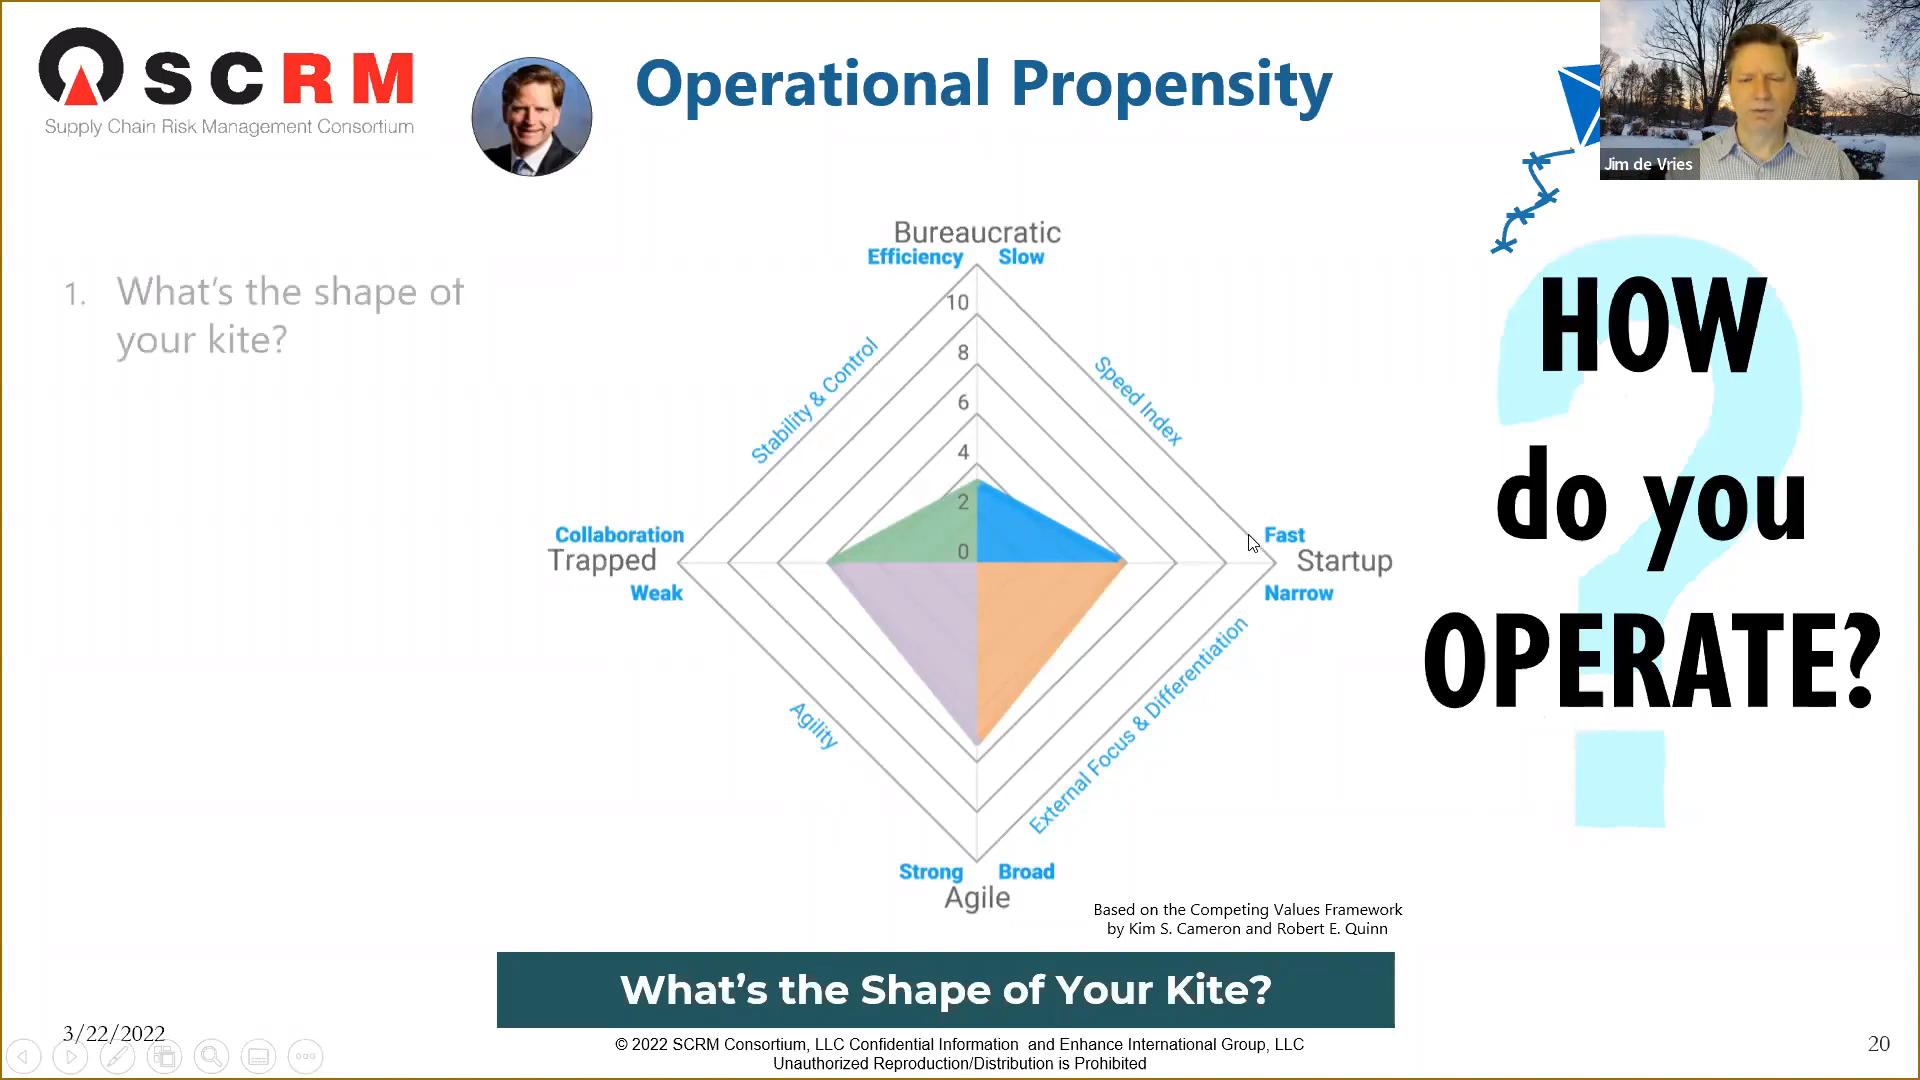 SCRM
Supply Chain Risk Management Consortium
Operational Propensity
Jim de Vries
1. What's the shape of
your kite?
Bureaucratic
Efficiency Slow
10
8
6
4
2
0
Stability & Control
Speed Index
Collaboration
Trapped
Weak
Fast
Startup
Narrow
Agility
External Focus & Differentiation
Strong Broad
Agile
HOW
do you
OPERATE?
Based on the Competing Values Framework
by Kim S. Cameron and Robert E. Quinn
What's the Shape of Your Kite?
3/22/2022
© 2022 SCRM Consortium, LLC Confidential Information and Enhance International Group, LLC
Unauthorized Reproduction/Distribution is Prohibited
20